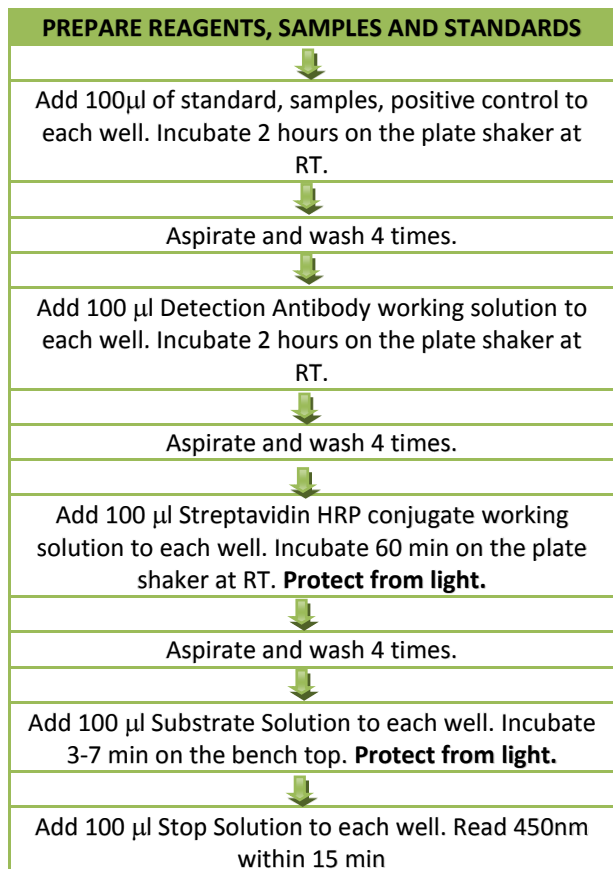 PREPARE REAGENTS, SAMPLES AND STANDARDS
Add 100μl of standard, samples, positive control to
each well. Incubate 2 hours on the plate shaker at
RT.
Aspirate and wash 4 times.
Add 100 μl Detection Antibody working solution to
each well. Incubate 2 hours on the plate shaker at
RT.
Aspirate and wash 4 times.
Add 100 μl Streptavidin HRP conjugate working
solution to each well. Incubate 60 min on the plate
shaker at RT. Protect from light.
Aspirate and wash 4 times.
Add 100 μl Substrate Solution to each well. Incubate
3-7 min on the bench top. Protect from light.
Add 100 μl Stop Solution to each well. Read 450nm
within 15 min